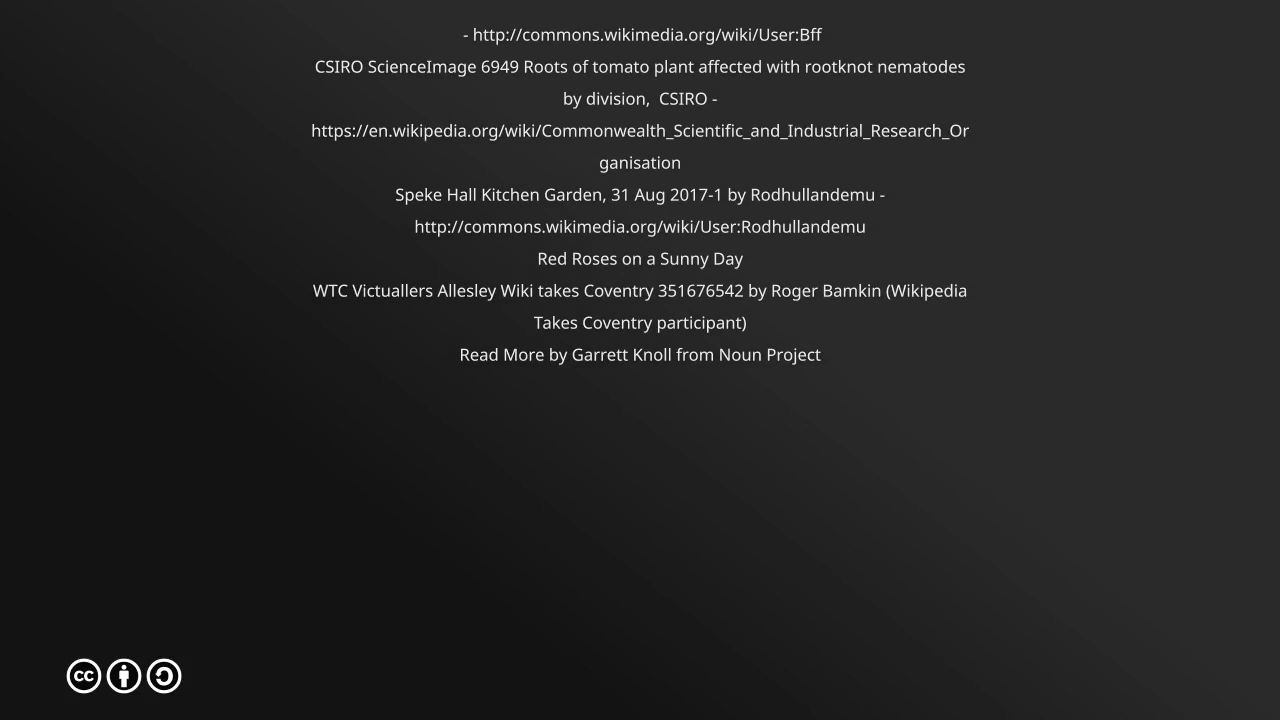 - http://commons.wikimedia.org/wiki/User:Bff
CSIRO ScienceImage 6949 Roots of tomato plant affected with rootknot nematodes
by division,  CSIRO -
https://en.wikipedia.org/wiki/Commonwealth_Scientific_and_Industrial_Research_Or
ganisation
Speke Hall Kitchen Garden, 31 Aug 2017-1 by Rodhullandemu -
http://commons.wikimedia.org/wiki/User:Rodhullandemu
Red Roses on a Sunny Day
WTC Victuallers Allesley Wiki takes Coventry 351676542 by Roger Bamkin (Wikipedia
Takes Coventry participant)
Read More by Garrett Knoll from Noun Project
cc